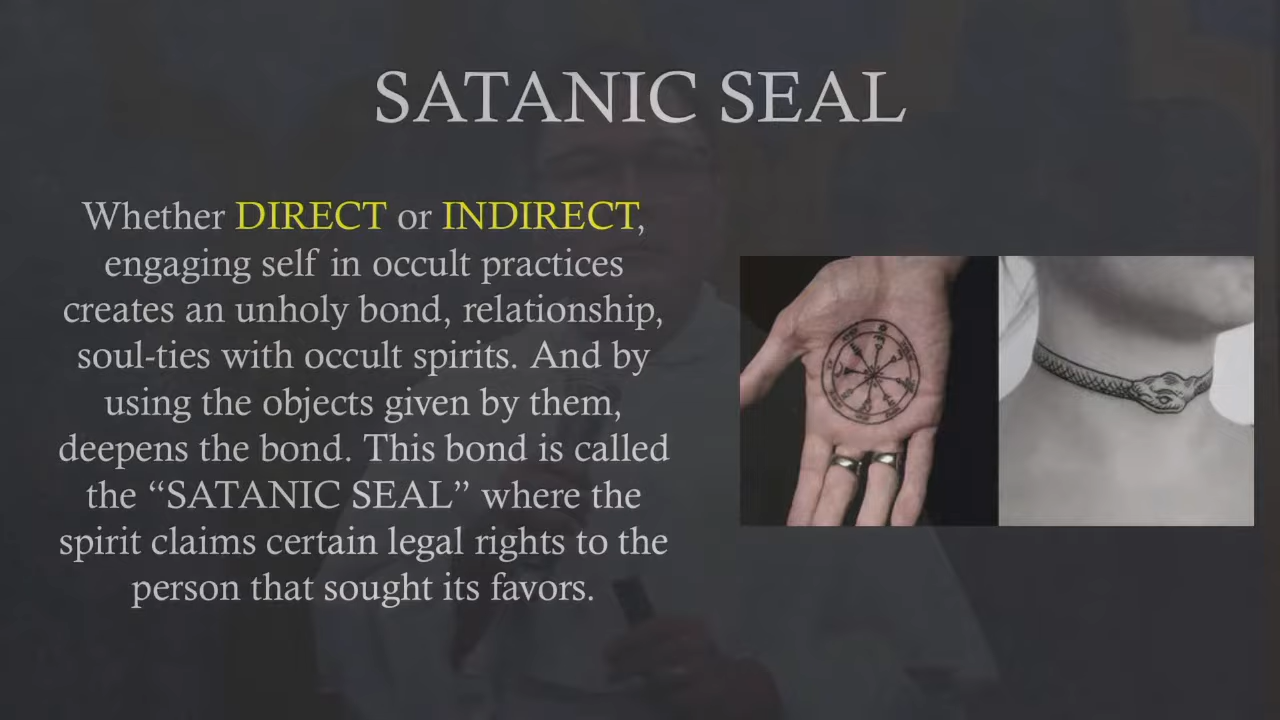 SATANIC SEAL
Whether DIRECT or INDIRECT,
engaging self in occult practices
creates an unholy bond, relationship,
soul-ties with occult spirits. And by
using the objects given by them,
deepens the bond. This bond is called
the “SATANIC SEAL” where the
spirit claims certain legal rights to the
person that sought its favors.